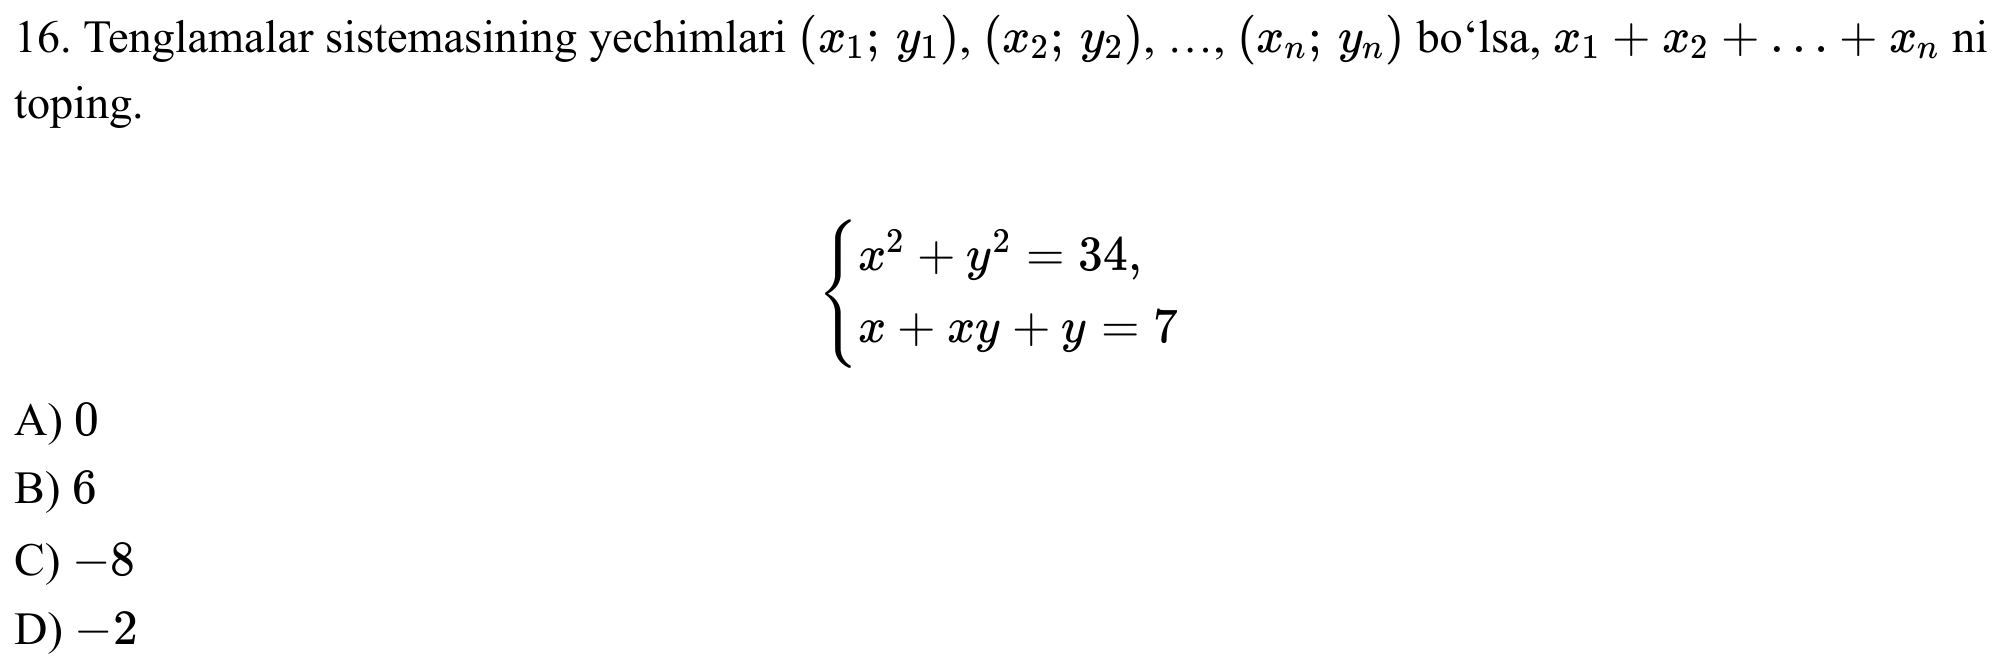 16. Tenglamalar sistemasining yechimlari (x₁; y₁), (x₂; y₂), ..., (xₙ; yₙ) bo‘lsa, x₁ + x₂ + ... + xₙ ni
toping.
{x² + y² = 34,
x + xy + y = 7
A) 0
B) 6
C) −8
D) −2